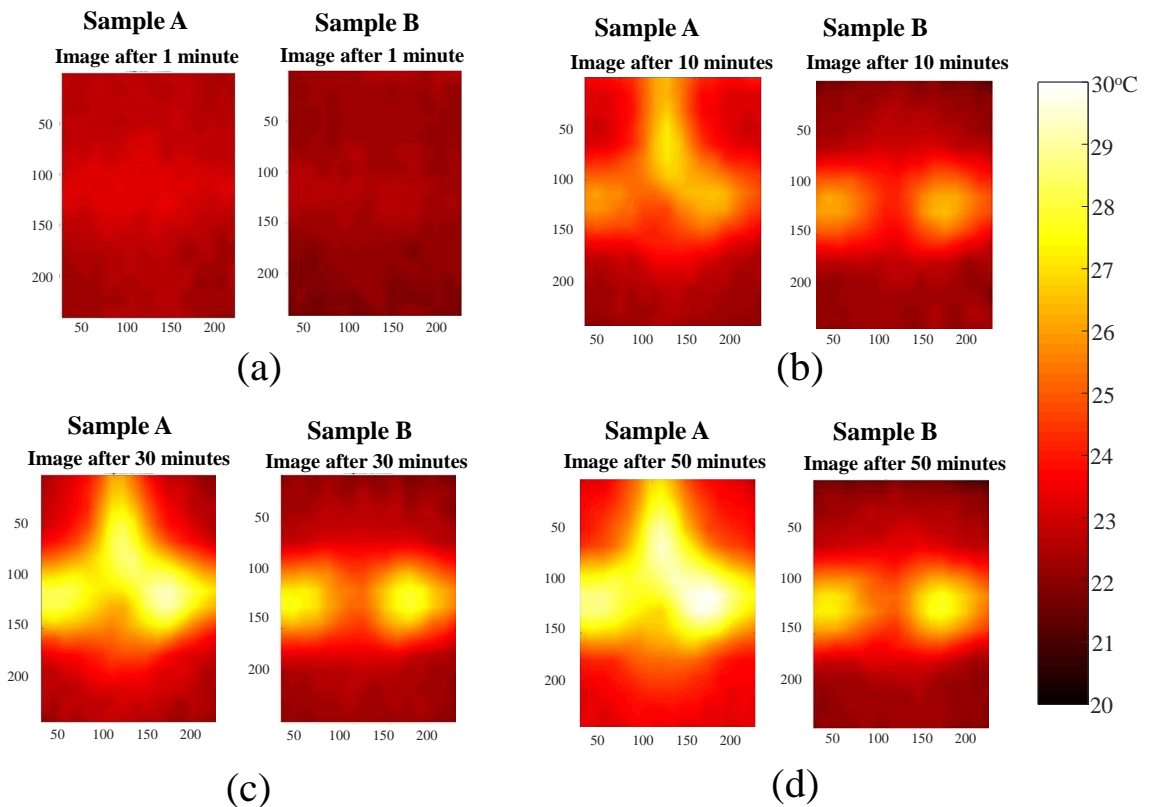 Sample A
Image after 1 minute
50
100
150
200
50 100 150 200
Sample B
Image after 1 minute
50
100
150
200
50 100 150 200
(a)
Sample A
Image after 10 minutes
50
100
150
200
50 100 150 200
Sample B
Image after 10 minutes
50
100
150
200
50 100 150 200
(b)
30°C
29
28
27
26
25
24
23
22
21
20
Sample A
Image after 30 minutes
50
100
150
200
50 100 150 200
Sample B
Image after 30 minutes
50
100
150
200
50 100 150 200
(c)
Sample A
Image after 50 minutes
50
100
150
200
50 100 150 200
Sample B
Image after 50 minutes
50
100
150
200
50 100 150 200
(d)